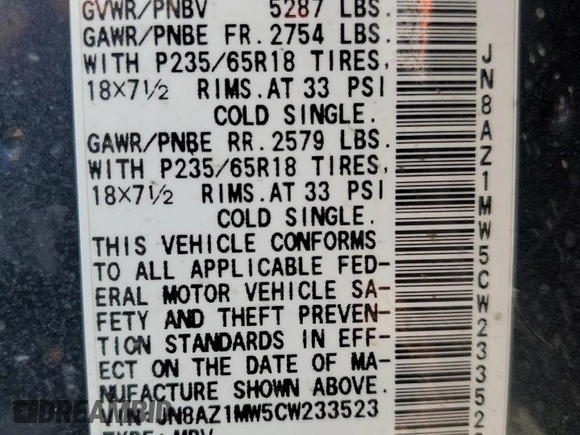 GVWR/PNBV 5287 LBS.
GAWR/PNBE FR. 2754 LBS.
WITH P235/65R18 TIRES,
18×7½ RIMS. AT 33 PSI
COLD SINGLE.
GAWR/PNBE RR. 2579 LBS.
WITH P235/65R18 TIRES,
18×7½ RIMS. AT 33 PSI
COLD SINGLE.
THIS VEHICLE CONFORMS
TO ALL APPLICABLE FED-
ERAL MOTOR VEHICLE SA-
FETY AND THEFT PREVEN-
TION STANDARDS IN EFF-
ECT ON THE DATE OF MA-
NUFACTURE SHOWN ABOVE.
VIN: JN8AZ1MW5CW233523
TYPE: MPV
JN8AZ1MW5CW23352
DREAMBID